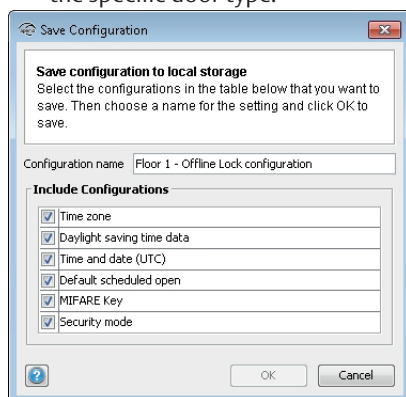 the specific door type.
Save Configuration
Save configuration to local storage
Select the configurations in the table below that you want to
save. Then choose a name for the setting and click OK to
save.
Configuration name Floor 1 - Offline Lock configuration
Include Configurations
Time zone
Daylight saving time data
Time and date (UTC)
Default scheduled open
MIFARE Key
Security mode
? OK Cancel